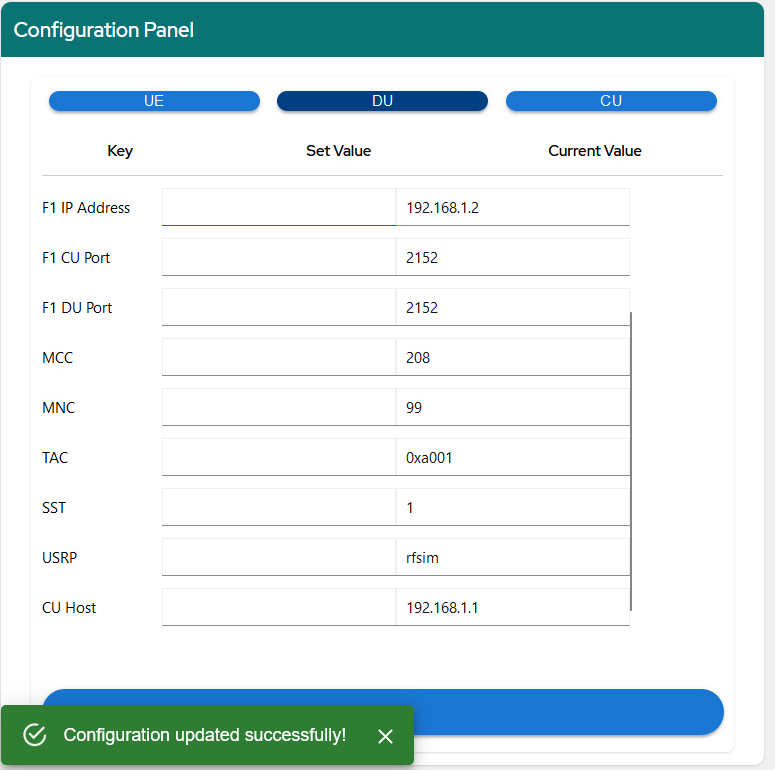 Configuration Panel
UE DU CU
Key Set Value Current Value
F1 IP Address 192.168.1.2
F1 CU Port 2152
F1 DU Port 2152
MCC 208
MNC 99
TAC 0xa001
SST 1
USRP rfsim
CU Host 192.168.1.1
Configuration updated successfully!